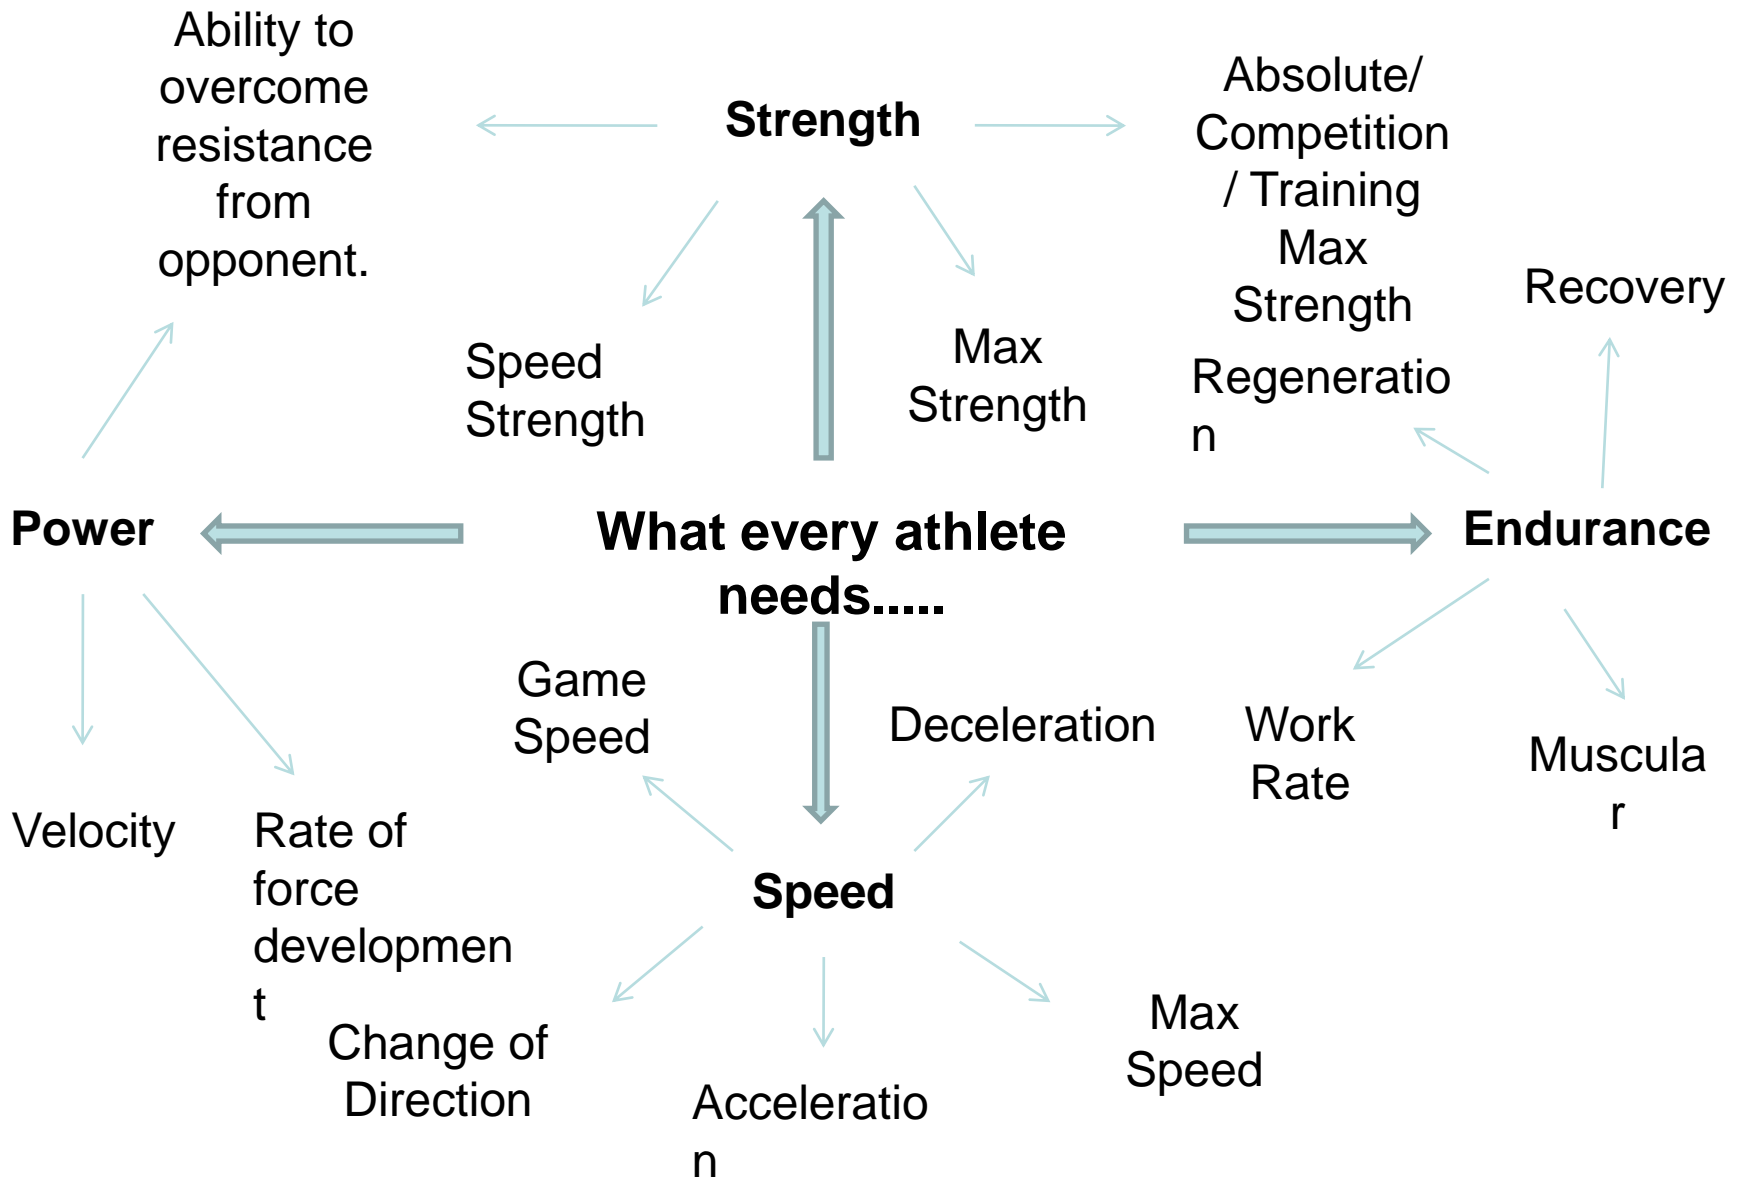 Ability to
overcome
resistance
from
opponent.
Strength
Absolute/
Competition
/ Training
Max
Strength
Recovery
Speed
Strength
Max
Strength
Regeneratio
n
Power
What every athlete
needs.....
Endurance
Game
Speed
Deceleration
Work
Rate
Muscula
r
Velocity
Rate of
force
developmen
t
Speed
Change of
Direction
Acceleratio
n
Max
Speed